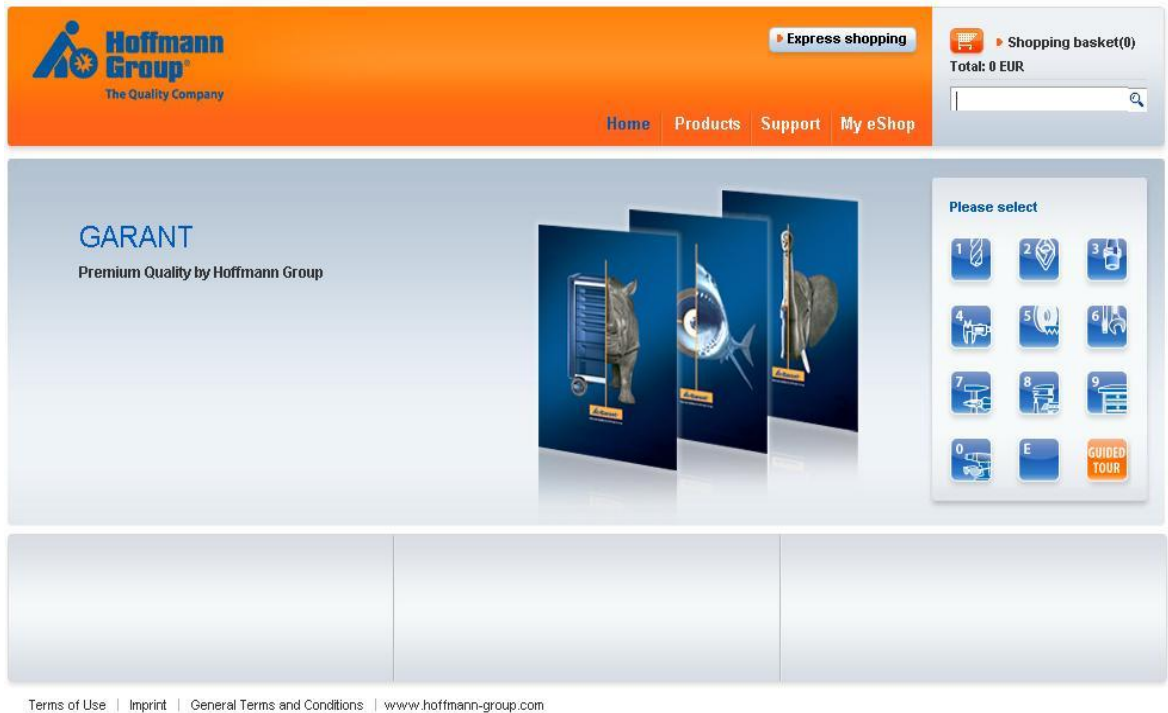 Hoffmann
Group®
The Quality Company
Express shopping
Shopping basket(0)
Total: 0 EUR
Home Products Support My eShop
GARANT
Premium Quality by Hoffmann Group
Please select
1 2 3
4 5 6
7 8 9
0 E GUIDED
TOUR
Terms of Use | Imprint | General Terms and Conditions | www.hoffmann-group.com